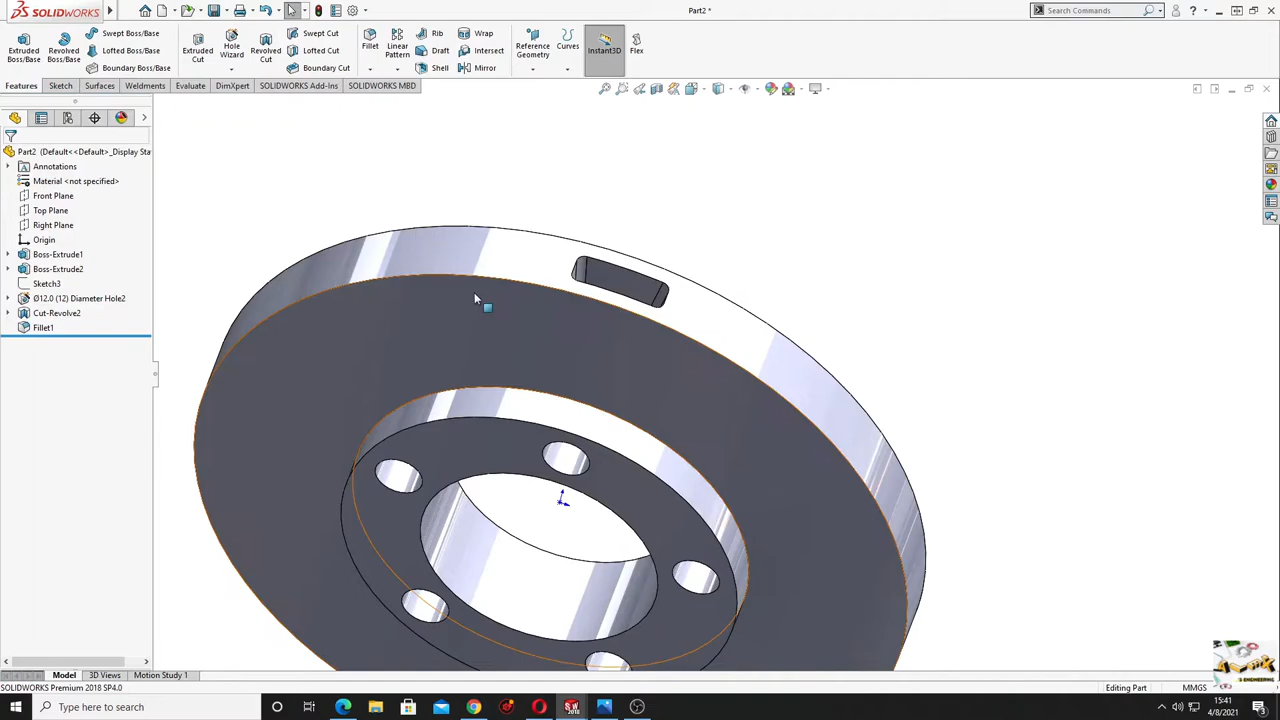 SOLIDWORKS
Part2 *
Search Commands
Extruded Boss/Base
Revolved Boss/Base
Swept Boss/Base
Lofted Boss/Base
Boundary Boss/Base
Extruded Cut
Hole Wizard
Revolved Cut
Swept Cut
Lofted Cut
Boundary Cut
Fillet
Linear Pattern
Rib
Draft
Shell
Wrap
Intersect
Mirror
Reference Geometry
Curves
Instant3D
Flex
Features Sketch Surfaces Weldments Evaluate DimXpert SOLIDWORKS Add-Ins SOLIDWORKS MBD
Part2 (Default<<Default>_Display Sta
Annotations
Material <not specified>
Front Plane
Top Plane
Right Plane
Origin
Boss-Extrude1
Boss-Extrude2
Sketch3
Ø12.0 (12) Diameter Hole2
Cut-Revolve2
Fillet1
Model 3D Views Motion Study 1
SOLIDWORKS Premium 2018 SP4.0
Editing Part
MMGS
Type here to search
15:41
4/8/2021